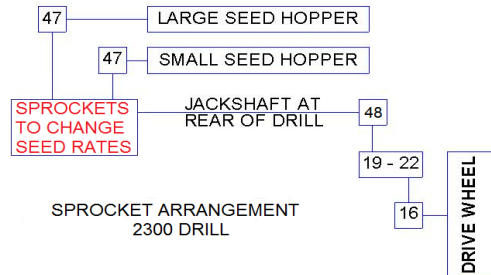 47
LARGE SEED HOPPER
47
SMALL SEED HOPPER
SPROCKETS
TO CHANGE
SEED RATES
JACKSHAFT AT
REAR OF DRILL
48
19 - 22
16
DRIVE WHEEL
SPROCKET ARRANGEMENT
2300 DRILL